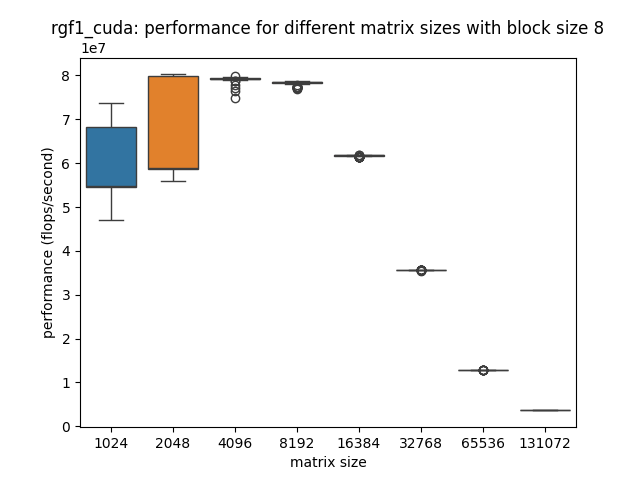 rgf1_cuda: performance for different matrix sizes with block size 8
1e7
8
7
6
5
4
3
2
1
0
performance (flops/second)
1024 2048 4096 8192 16384 32768 65536 131072
matrix size